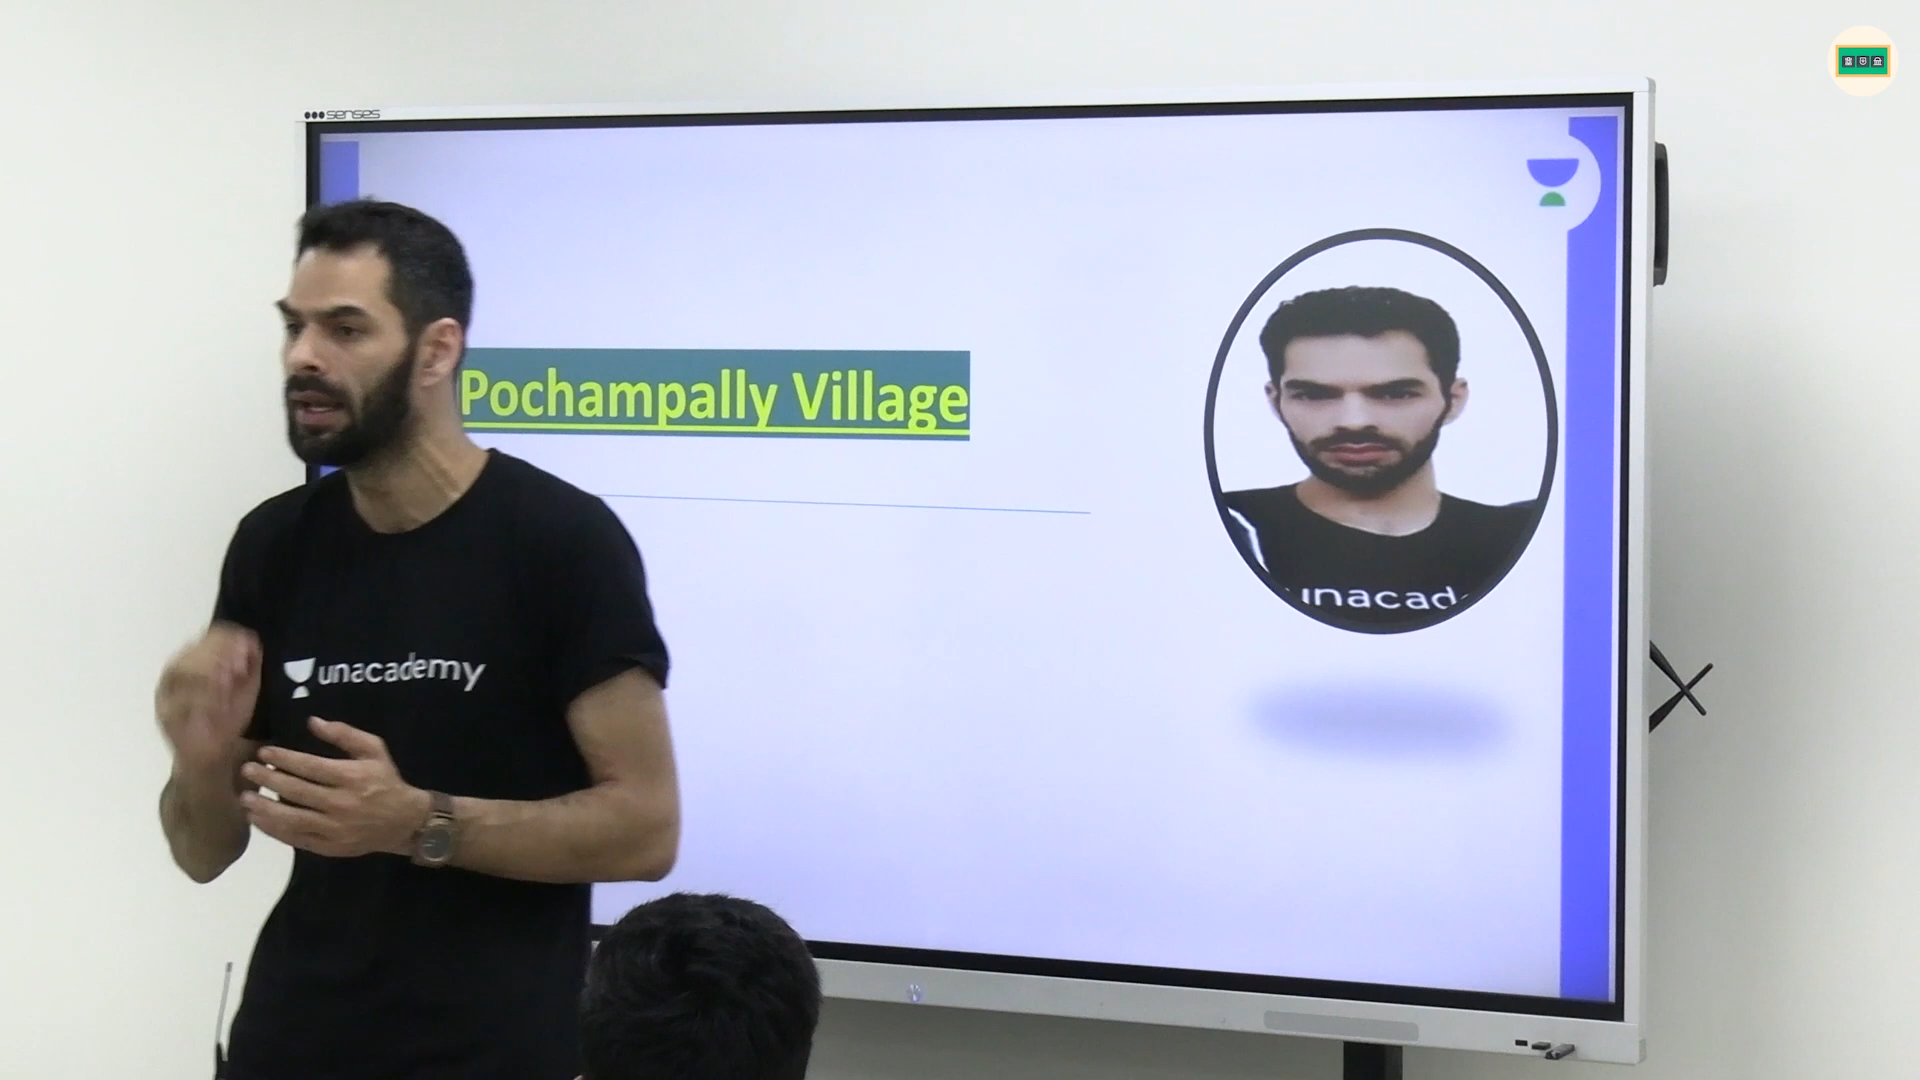 senses
Pochampally Village
unacademy
unacad